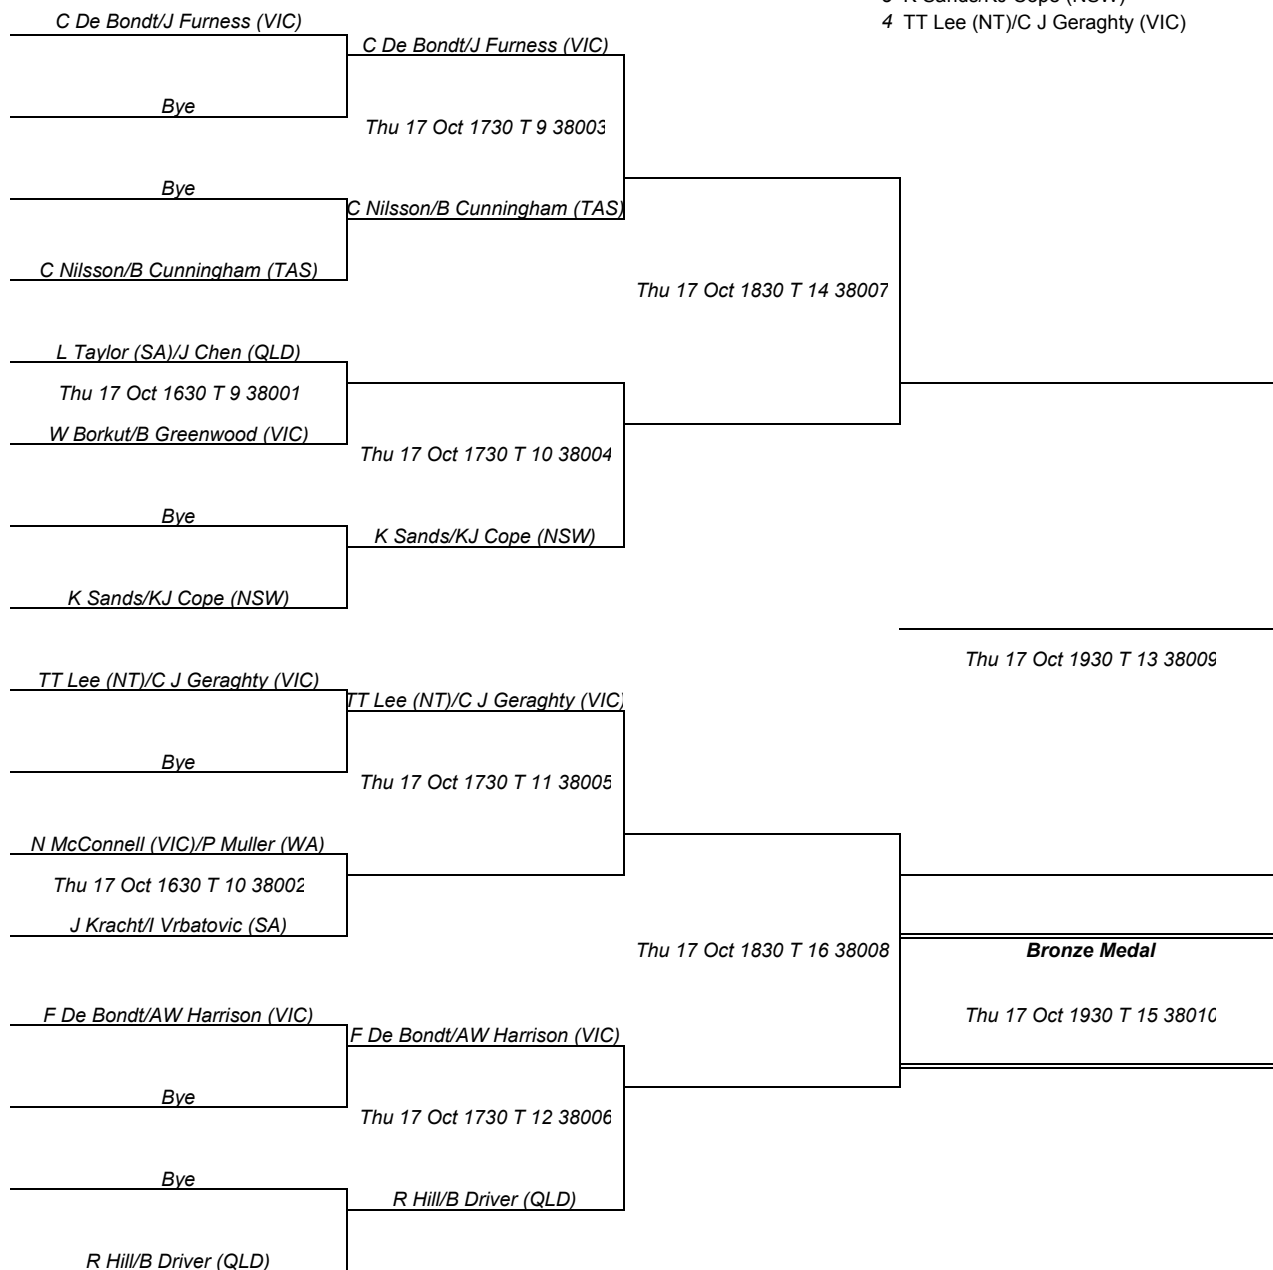 3 K Sands/KJ Cope (NSW)
4 TT Lee (NT)/C J Geraghty (VIC)
C De Bondt/J Furness (VIC)
C De Bondt/J Furness (VIC)
Bye
Thu 17 Oct 1730 T 9 38003
Bye
C Nilsson/B Cunningham (TAS)
C Nilsson/B Cunningham (TAS)
Thu 17 Oct 1830 T 14 38007
L Taylor (SA)/J Chen (QLD)
Thu 17 Oct 1630 T 9 38001
W Borkut/B Greenwood (VIC)
Thu 17 Oct 1730 T 10 38004
Bye
K Sands/KJ Cope (NSW)
K Sands/KJ Cope (NSW)
Thu 17 Oct 1930 T 13 38009
TT Lee (NT)/C J Geraghty (VIC)
TT Lee (NT)/C J Geraghty (VIC)
Bye
Thu 17 Oct 1730 T 11 38005
N McConnell (VIC)/P Muller (WA)
Thu 17 Oct 1630 T 10 38002
J Kracht/I Vrbatovic (SA)
Thu 17 Oct 1830 T 16 38008
Bronze Medal
Thu 17 Oct 1930 T 15 38010
F De Bondt/AW Harrison (VIC)
F De Bondt/AW Harrison (VIC)
Bye
Thu 17 Oct 1730 T 12 38006
Bye
R Hill/B Driver (QLD)
R Hill/B Driver (QLD)